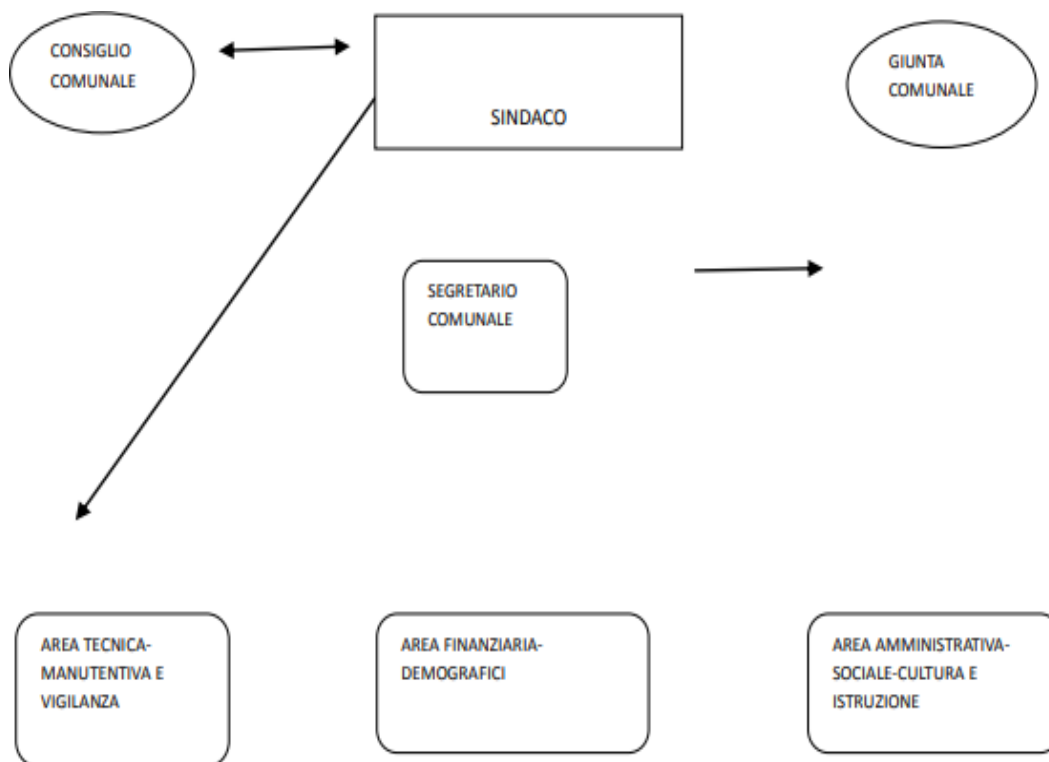 CONSIGLIO
COMUNALE
SINDACO
GIUNTA
COMUNALE
SEGRETARIO
COMUNALE
AREA TECNICA-
MANUTENTIVA E
VIGILANZA
AREA FINANZIARIA-
DEMOGRAFICI
AREA AMMINISTRATIVA-
SOCIALE-CULTURA E
ISTRUZIONE